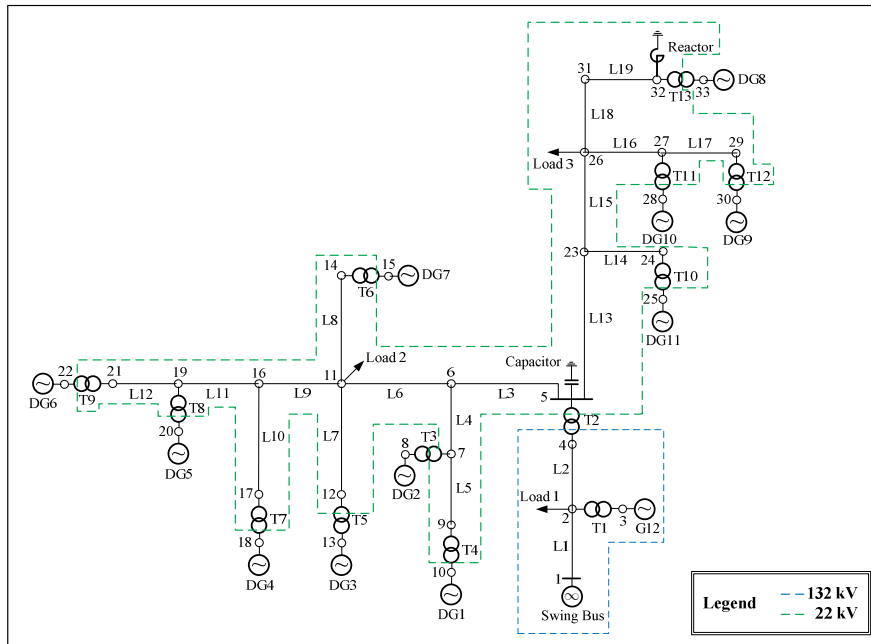 Reactor
31
L19
32
T13
33
DG8
L18
27
29
L16
L17
Load 3
26
T11
T12
L15
28
30
DG10
DG9
23
L14
24
T10
14
15
DG7
T6
25
L13
DG11
L8
Capacitor
Load 2
22
21
19
16
11
6
5
DG6
T9
L12
L11
L9
L6
L3
T8
T2
20
L10
L7
8
T3
L4
7
4
DG5
DG2
L5
L2
17
12
Load 1
9
2
T1
3
G12
T7
T5
T4
18
13
L1
10
1
DG4
DG3
DG1
Swing Bus
Legend
132 kV
22 kV